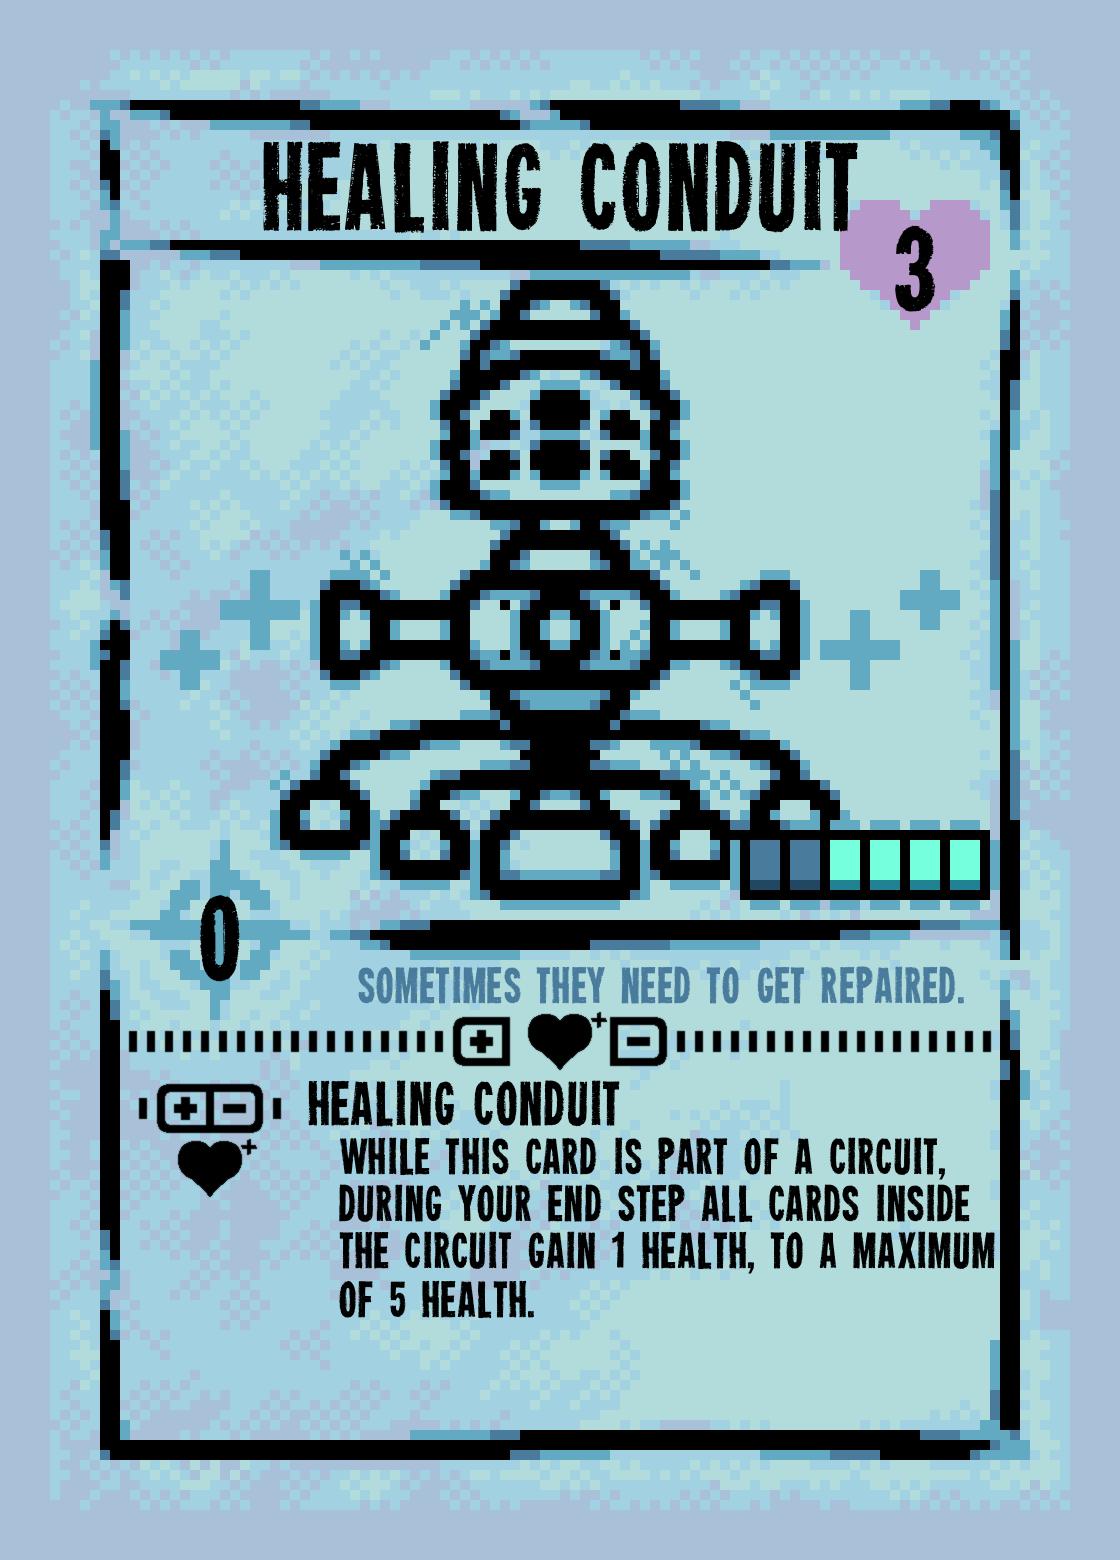 HEALING CONDUIT
3
0
SOMETIMES THEY NEED TO GET REPAIRED.
HEALING CONDUIT
WHILE THIS CARD IS PART OF A CIRCUIT,
DURING YOUR END STEP ALL CARDS INSIDE
THE CIRCUIT GAIN 1 HEALTH, TO A MAXIMUM
OF 5 HEALTH.